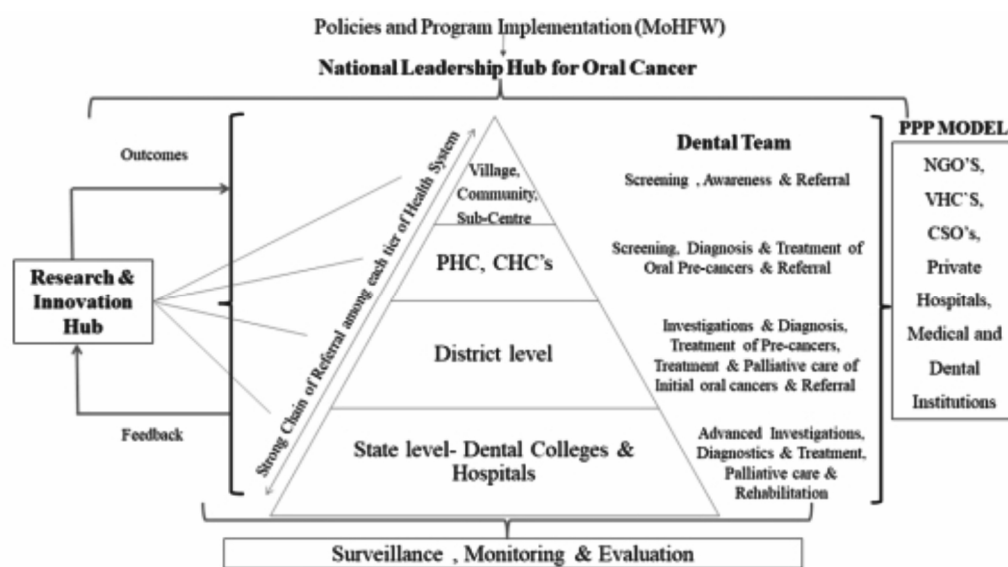 Policies and Program Implementation (MoHFW)
National Leadership Hub for Oral Cancer
Outcomes
Research &
Innovation
Hub
Feedback
Strong Chain of Referral among each tier of Health System
Village,
Community,
Sub-Centre
PHC, CHC's
District level
State level- Dental Colleges &
Hospitals
Dental Team
Screening , Awareness & Referral
Screening, Diagnosis & Treatment of
Oral Pre-cancers & Referral
Investigations & Diagnosis,
Treatment of Pre-cancers,
Treatment & Palliative care of
Initial oral cancers & Referral
Advanced Investigations,
Diagnostics & Treatment,
Palliative care &
Rehabilitation
PPP MODEL
NGO'S,
VHC`S,
CSO's,
Private
Hospitals,
Medical and
Dental
Institutions
Surveillance , Monitoring & Evaluation